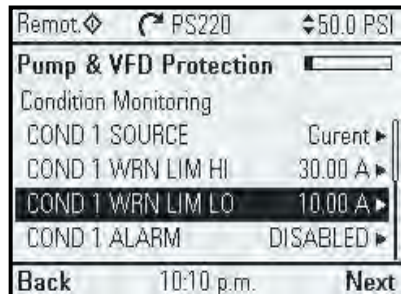 Remot. PS220 50.0 PSI
Pump & VFD Protection
Condition Monitoring
COND 1 SOURCE Curent
COND 1 WRN LIM HI 30.00 A
COND 1 WRN LIM LO 10.00 A
COND 1 ALARM DISABLED
Back 10:10 p.m. Next